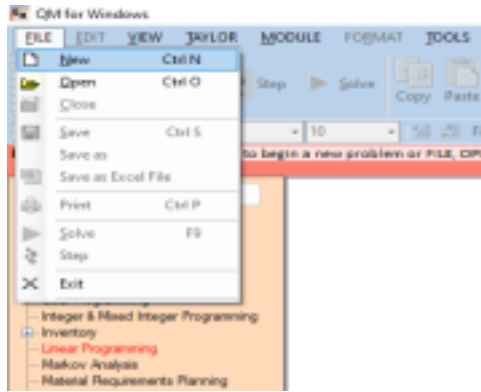 QM for Windows
FILE EDIT VIEW TAYLOR MODULE FORMAT TOOLS
New Ctrl N
Open Ctrl O
Step Solve
Copy Paste
Close
Save Ctrl S
10
Save as
to begin a new problem or FILE, OPE
Save as Excel File
Print Ctrl P
Solve F9
Step
Exit
Integer & Mixed Integer Programming
Inventory
Linear Programming
Markov Analysis
Material Requirements Planning